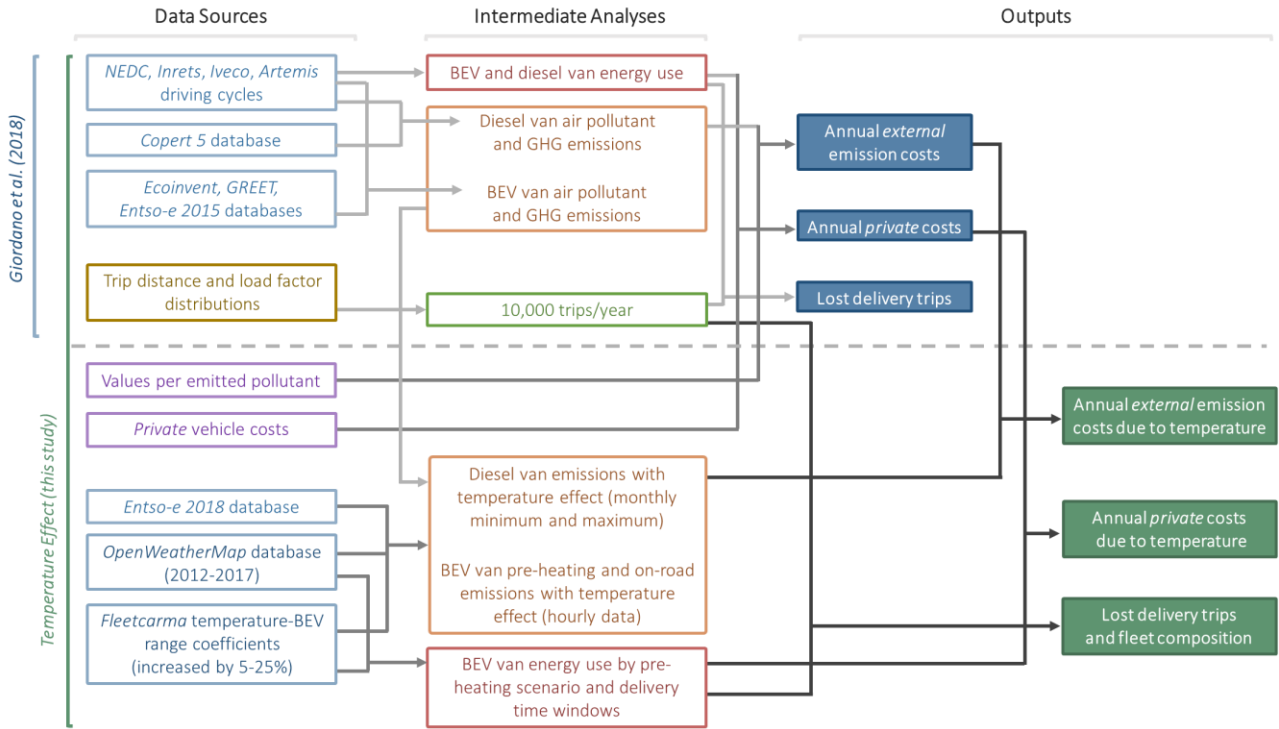 Data Sources
Intermediate Analyses
Outputs
Giordano et al. (2018)
Temperature Effect (this study)
NEDC, Inrets, Iveco, Artemis
driving cycles
Copert 5 database
Ecoinvent, GREET,
Entso-e 2015 databases
Trip distance and load factor
distributions
Values per emitted pollutant
Private vehicle costs
Entso-e 2018 database
OpenWeatherMap database
(2012-2017)
Fleetcarma temperature-BEV
range coefficients
(increased by 5-25%)
BEV and diesel van energy use
Diesel van air pollutant
and GHG emissions
BEV van air pollutant
and GHG emissions
10,000 trips/year
Diesel van emissions with
temperature effect (monthly
minimum and maximum)
BEV van pre-heating and on-road
emissions with temperature
effect (hourly data)
BEV van energy use by pre-
heating scenario and delivery
time windows
Annual external
emission costs
Annual private costs
Lost delivery trips
Annual external emission
costs due to temperature
Annual private costs
due to temperature
Lost delivery trips
and fleet composition